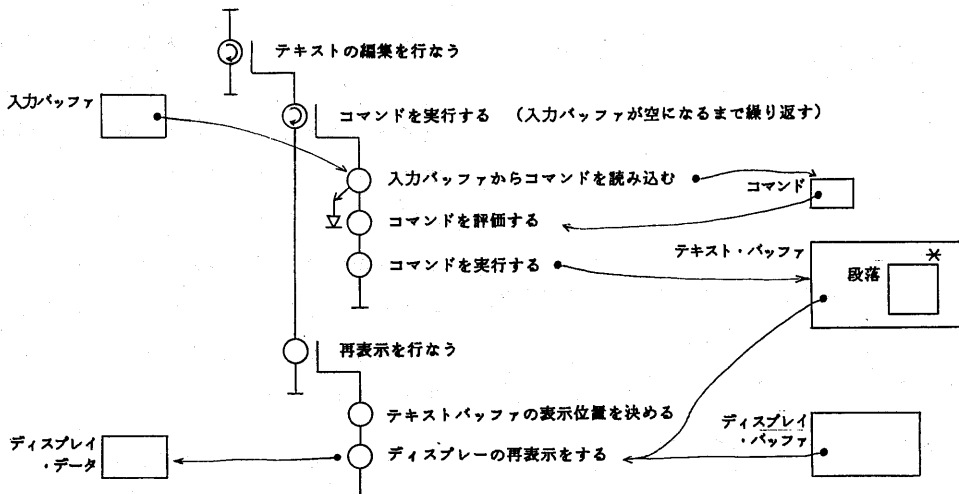 テキストの編集を行なう
入力バッファ
コマンドを実行する (入力バッファが空になるまで繰り返す)
入力バッファからコマンドを読み込む
コマンド
コマンドを評価する
テキスト・バッファ
コマンドを実行する
段落
再表示を行なう
テキストバッファの表示位置を決める
ディスプレイ
・バッファ
ディスプレイ
・データ
ディスプレーの再表示をする